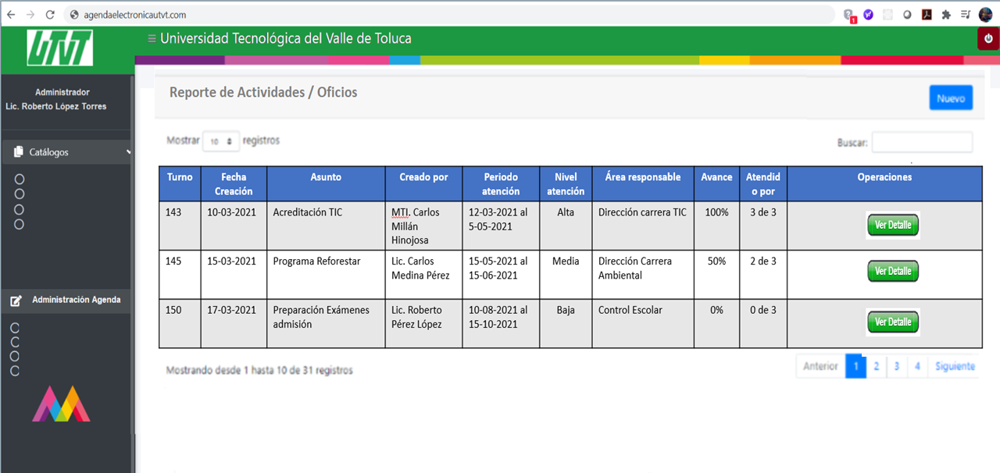 agendaelectronicautvt.com
1
UTVT
Universidad Tecnológica del Valle de Toluca
Administrador
Lic. Roberto López Torres
Catálogos
Administración Agenda
Reporte de Actividades / Oficios
Nuevo
Mostrar 10 registros
Buscar:
Turno
Fecha
Creación
Asunto
Creado por
Periodo
atención
Nivel
atención
Área responsable
Avance
Atendid
o por
Operaciones
143
10-03-2021
Acreditación TIC
MTI. Carlos
Millán
Hinojosa
12-03-2021 al
5-05-2021
Alta
Dirección carrera TIC
100%
3 de 3
Ver Detalle
145
15-03-2021
Programa Reforestar
Lic. Carlos
Medina Pérez
15-05-2021 al
15-06-2021
Media
Dirección Carrera
Ambiental
50%
2 de 3
Ver Detalle
150
17-03-2021
Preparación Exámenes
admisión
Lic. Roberto
Pérez López
10-08-2021 al
15-10-2021
Baja
Control Escolar
0%
0 de 3
Ver Detalle
Mostrando desde 1 hasta 10 de 31 registros
Anterior 1 2 3 4 Siguiente